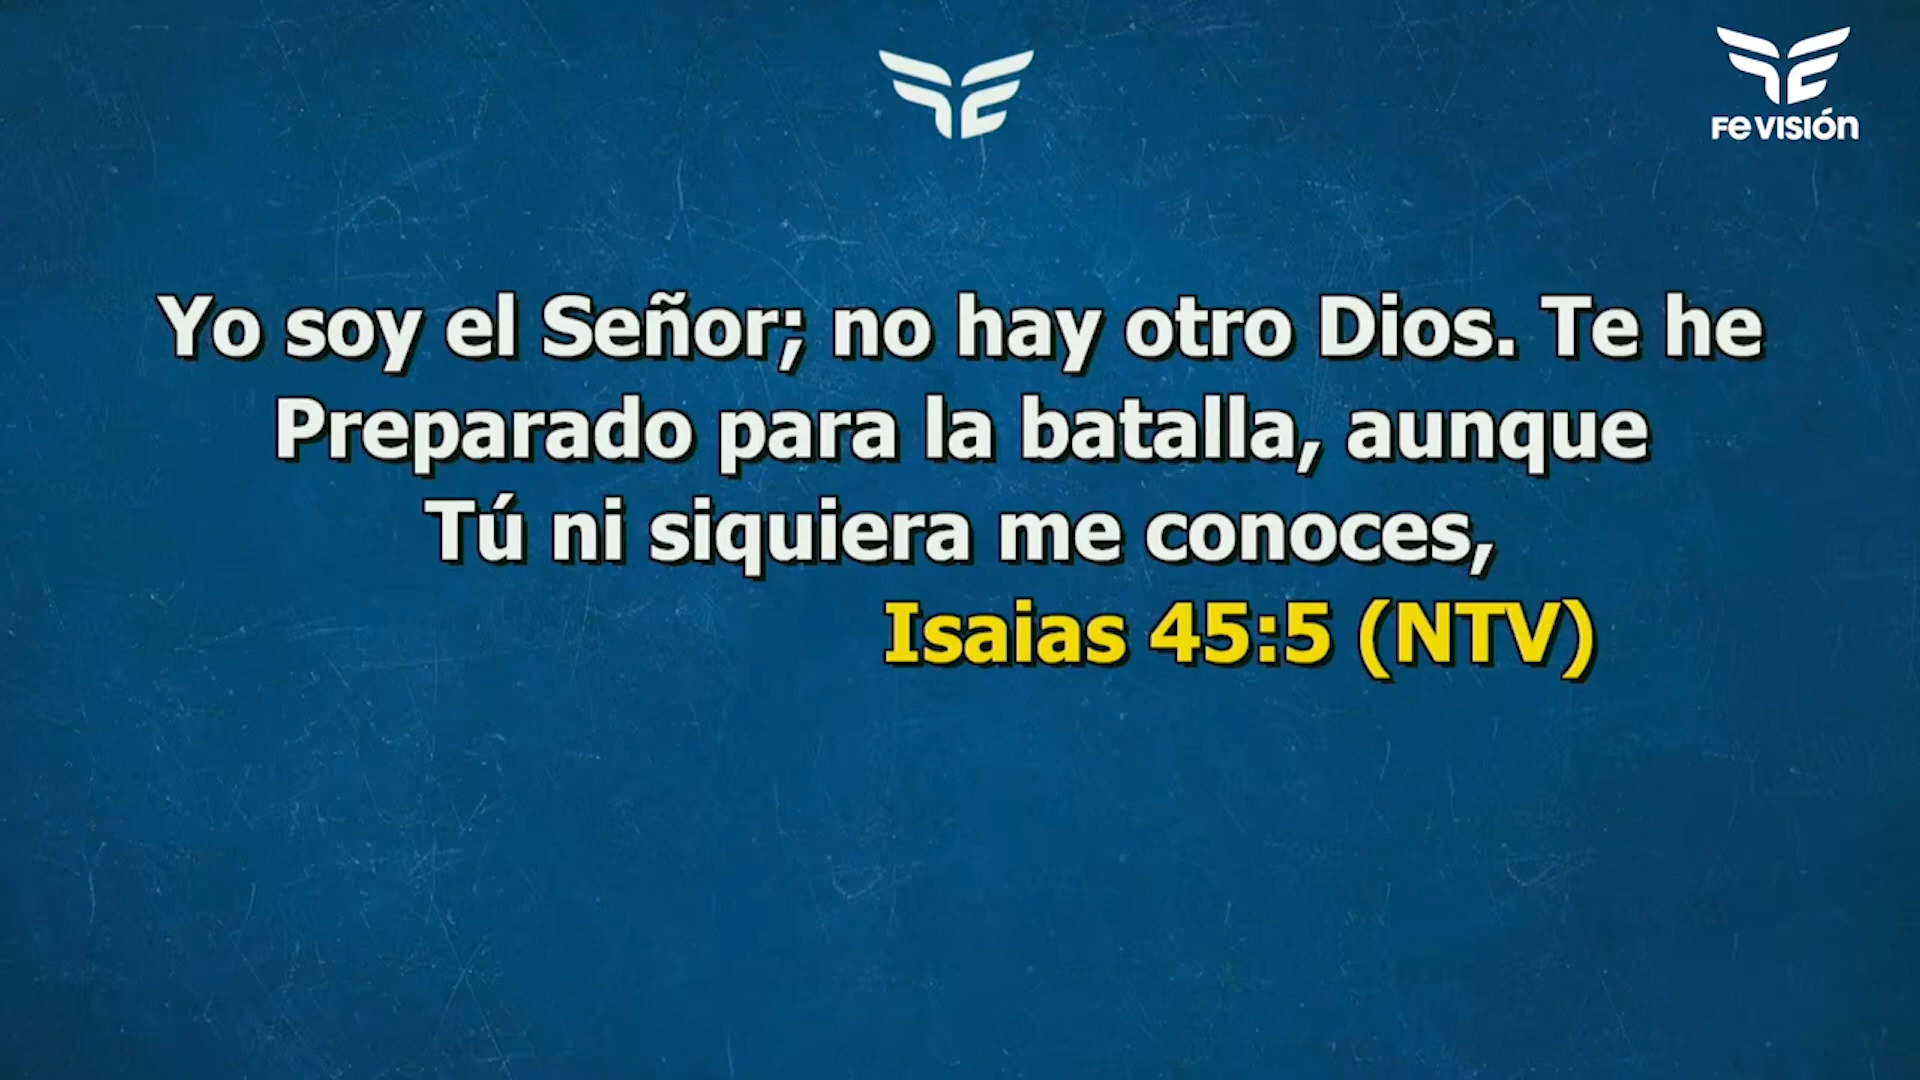 FE VISIÓN
Yo soy el Señor; no hay otro Dios. Te he
Preparado para la batalla, aunque
Tú ni siquiera me conoces,
Isaias 45:5 (NTV)